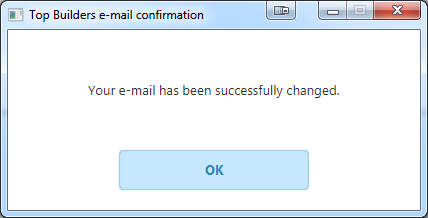 Top Builders e-mail confirmation
Your e-mail has been successfully changed.
OK